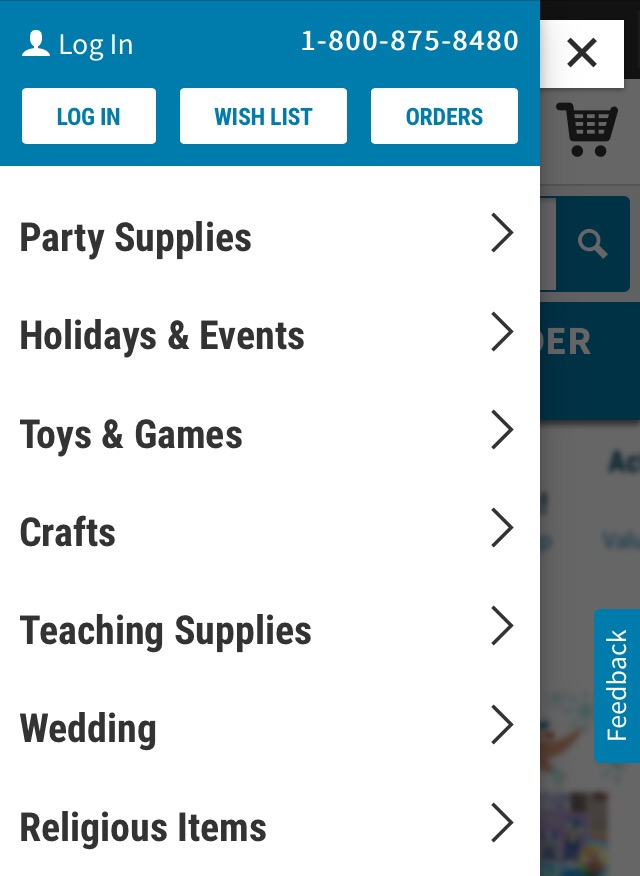 Log In 1-800-875-8480
LOG IN WISH LIST ORDERS
Party Supplies
Holidays & Events
Toys & Games
Crafts
Teaching Supplies
Wedding
Religious Items
Feedback